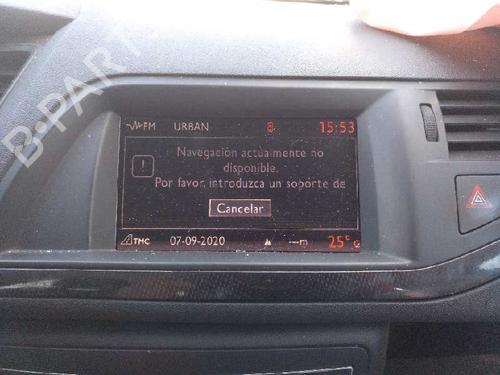 B-PARTS
FM URBAN 15:53
Navegación actualmente no
disponible.
Por favor, introduzca un soporte de
Cancelar
TMC 07-09-2020 ---m 25°C